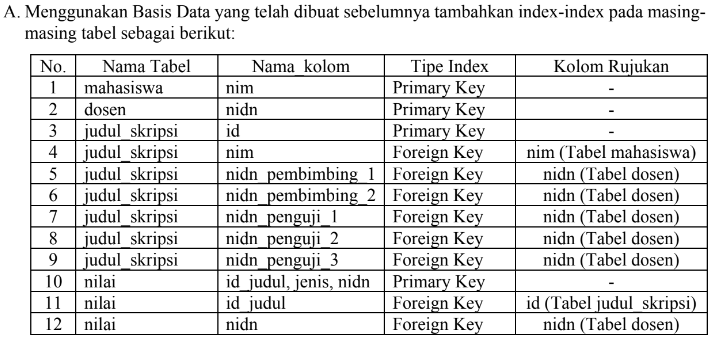 A. Menggunakan Basis Data yang telah dibuat sebelumnya tambahkan index-index pada masing-
masing tabel sebagai berikut:
No. Nama Tabel Nama_kolom Tipe Index Kolom Rujukan
1 mahasiswa nim Primary Key -
2 dosen nidn Primary Key -
3 judul_skripsi id Primary Key -
4 judul_skripsi nim Foreign Key nim (Tabel mahasiswa)
5 judul_skripsi nidn_pembimbing_1 Foreign Key nidn (Tabel dosen)
6 judul_skripsi nidn_pembimbing_2 Foreign Key nidn (Tabel dosen)
7 judul_skripsi nidn_penguji_1 Foreign Key nidn (Tabel dosen)
8 judul_skripsi nidn_penguji_2 Foreign Key nidn (Tabel dosen)
9 judul_skripsi nidn_penguji_3 Foreign Key nidn (Tabel dosen)
10 nilai id_judul, jenis, nidn Primary Key -
11 nilai id_judul Foreign Key id (Tabel judul_skripsi)
12 nilai nidn Foreign Key nidn (Tabel dosen)